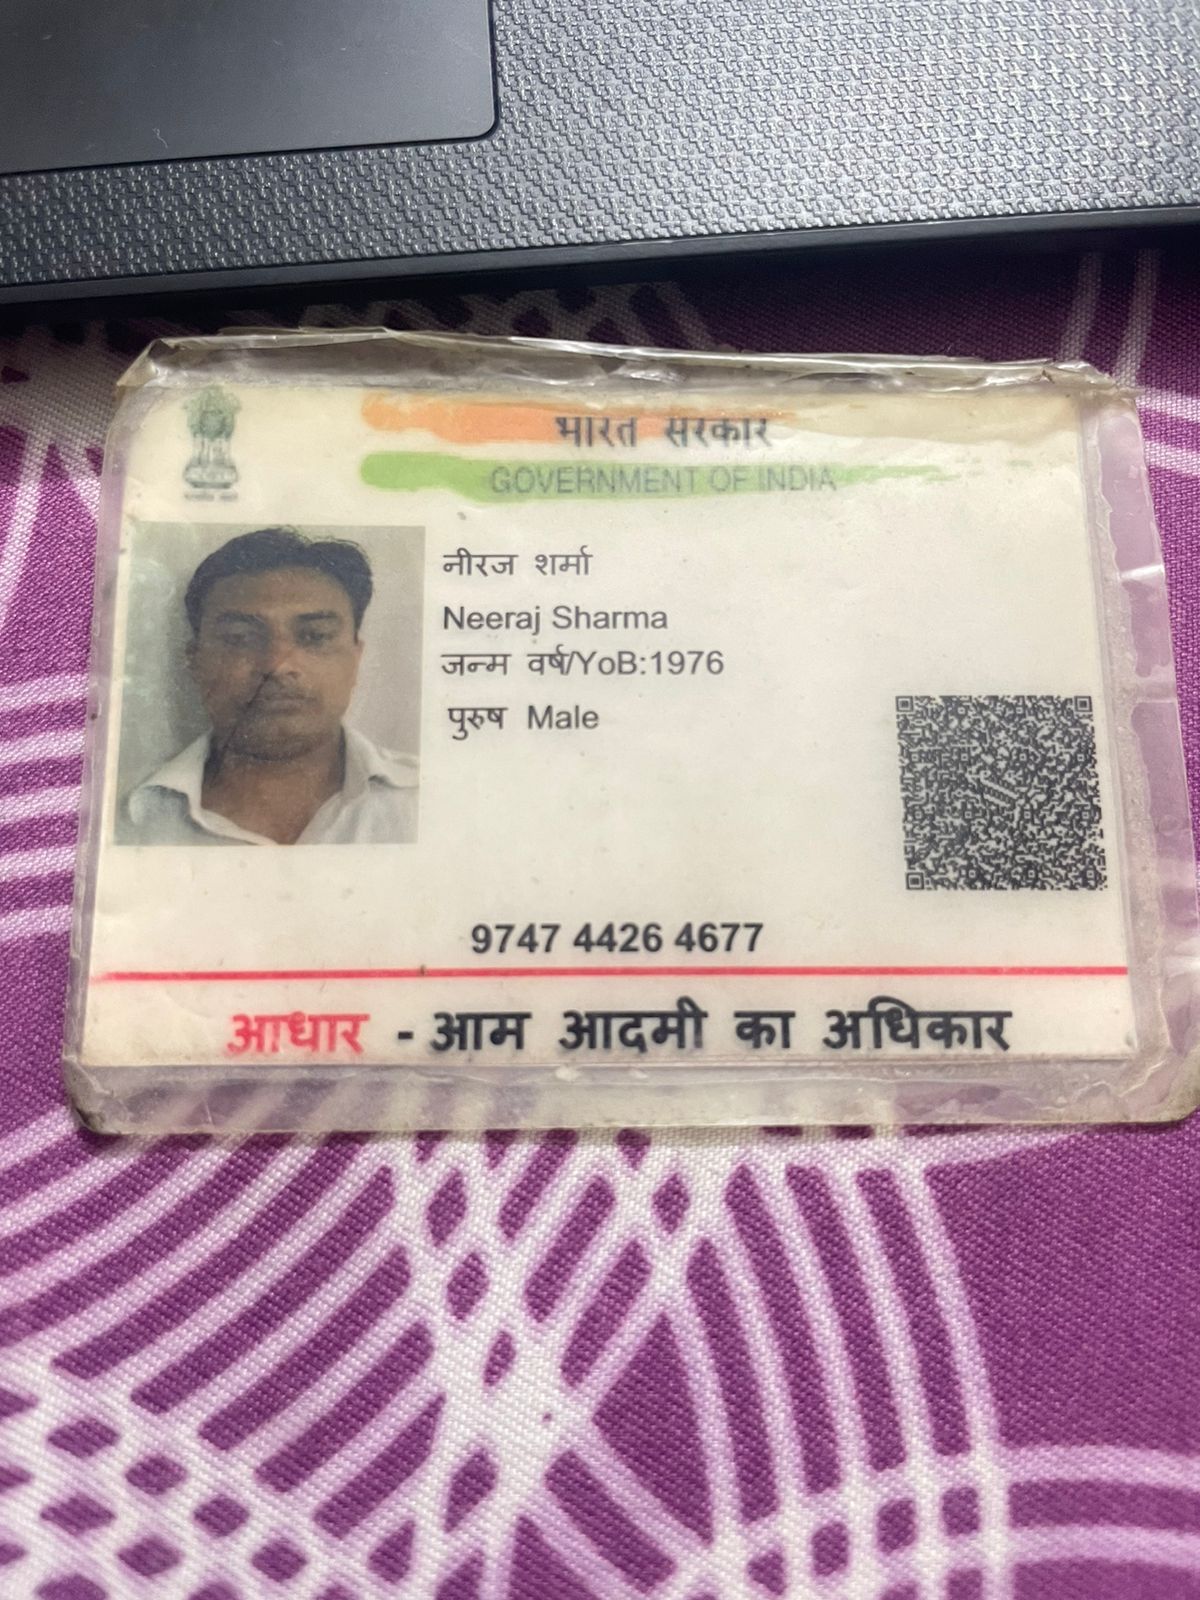 भारत सरकार
GOVERNMENT OF INDIA
नीरज शर्मा
Neeraj Sharma
जन्म वर्ष/YoB:1976
पुरुष Male
9747 4426 4677
आधार - आम आदमी का अधिकार